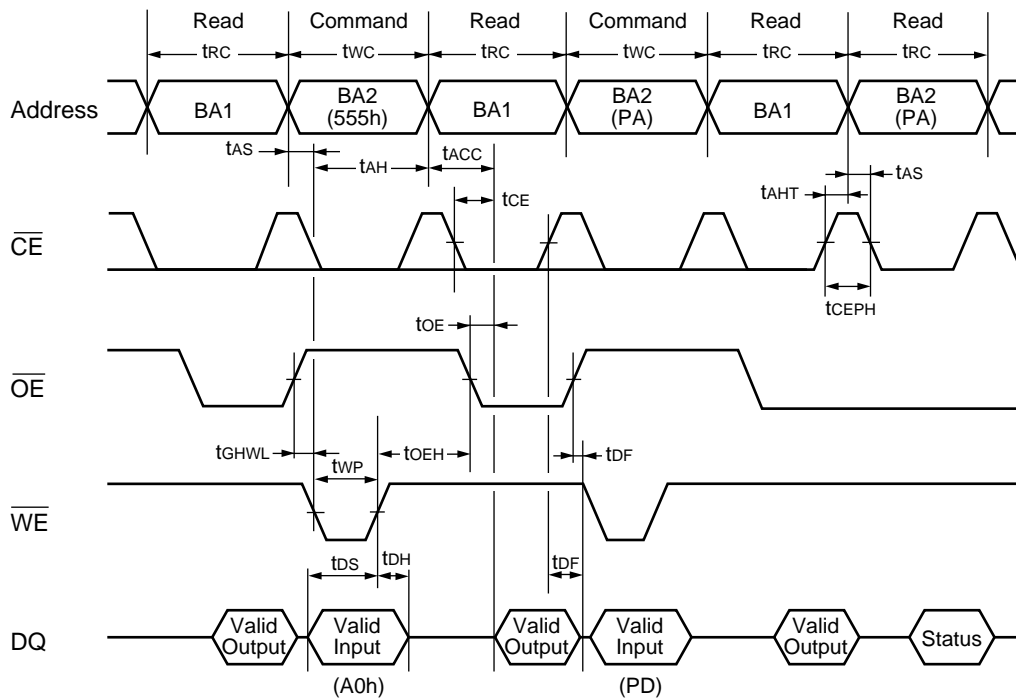 Read Command Read Command Read Read
tRC tWC tRC tWC tRC tRC
Address BA1 BA2 (555h) BA1 BA2 (PA) BA1 BA2 (PA)
tAS tAH tACC tAS
tCE tAHT
CE
tCEPH
tOE
OE
tGHWL tWP tOEH tDF
WE
tDS tDH tDF
DQ Valid Output Valid Input Valid Output Valid Input Valid Output Status
(A0h) (PD)